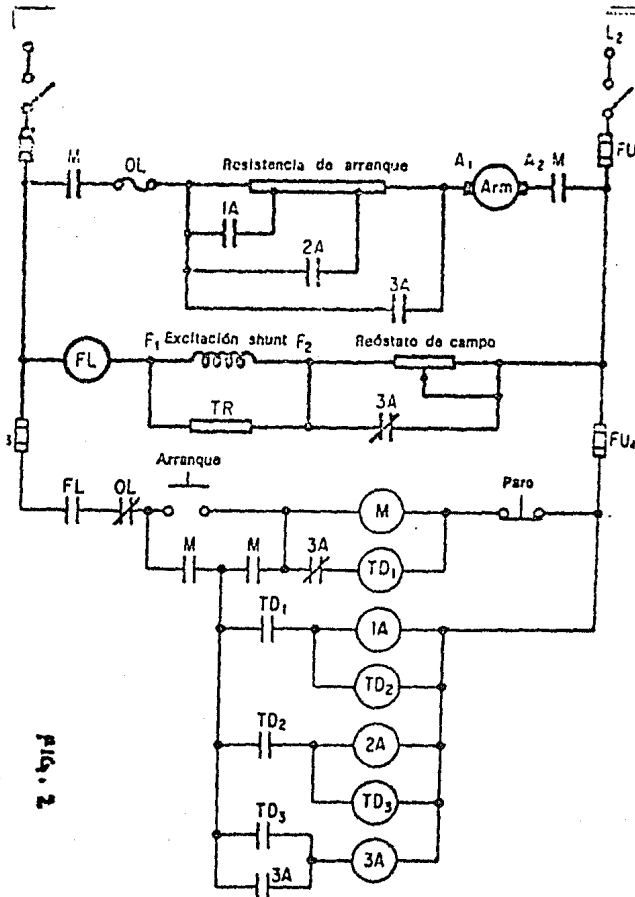 L2
FU
M OL Resistencia de arranque A1 Arm A2 M
1A
2A
3A
FL F1 Excitación shunt F2 Reóstato de campo
TR 3A
3 FU4
FL OL Arranque M Paro
M M 3A TD1
TD1 1A
TD2
TD2 2A
TD3
TD3 3A
3A
FIG. 2